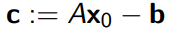 c := Ax₀ − b